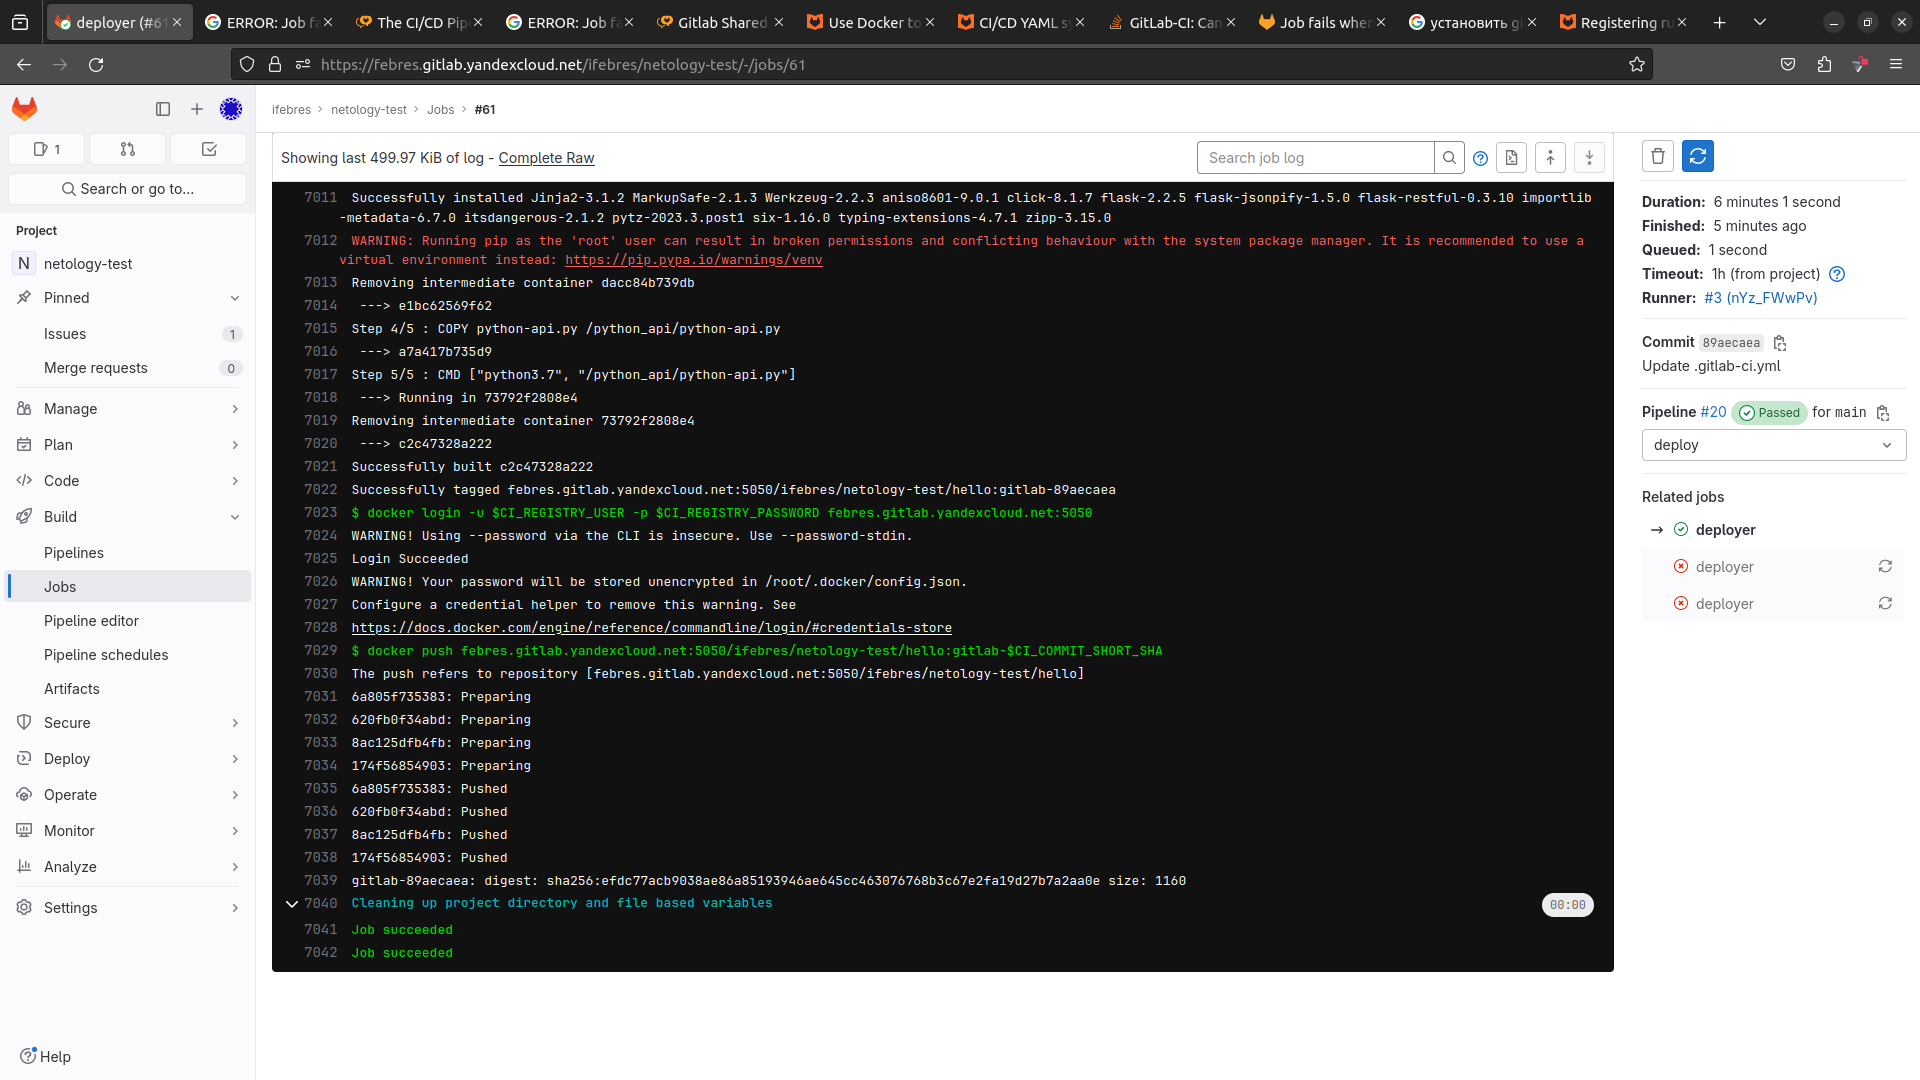 deployer (#61
ERROR: Job fa
The CI/CD Pip
ERROR: Job fa
Gitlab Shared
Use Docker to
CI/CD YAML sy
GitLab-CI: Can
Job fails wher
установить gi
Registering ru
https://febres.gitlab.yandexcloud.net/ifebres/netology-test/-/jobs/61
1
Search or go to...
Project
N netology-test
Pinned
Issues 1
Merge requests 0
Manage
Plan
Code
Build
Pipelines
Jobs
Pipeline editor
Pipeline schedules
Artifacts
Secure
Deploy
Operate
Monitor
Analyze
Settings
Help
ifebres > netology-test > Jobs > #61
Showing last 499.97 KiB of log - Complete Raw
Search job log
7011 Successfully installed Jinja2-3.1.2 MarkupSafe-2.1.3 Werkzeug-2.2.3 aniso8601-9.0.1 click-8.1.7 flask-2.2.5 flask-jsonpify-1.5.0 flask-restful-0.3.10 importlib
-metadata-6.7.0 itsdangerous-2.1.2 pytz-2023.3.post1 six-1.16.0 typing-extensions-4.7.1 zipp-3.15.0
7012 WARNING: Running pip as the 'root' user can result in broken permissions and conflicting behaviour with the system package manager. It is recommended to use a
virtual environment instead: https://pip.pypa.io/warnings/venv
7013 Removing intermediate container dacc84b739db
7014 ---> e1bc62569f62
7015 Step 4/5 : COPY python-api.py /python_api/python-api.py
7016 ---> a7a417b735d9
7017 Step 5/5 : CMD ["python3.7", "/python_api/python-api.py"]
7018 ---> Running in 73792f2808e4
7019 Removing intermediate container 73792f2808e4
7020 ---> c2c47328a222
7021 Successfully built c2c47328a222
7022 Successfully tagged febres.gitlab.yandexcloud.net:5050/ifebres/netology-test/hello:gitlab-89aecaea
7023 $ docker login -u $CI_REGISTRY_USER -p $CI_REGISTRY_PASSWORD febres.gitlab.yandexcloud.net:5050
7024 WARNING! Using --password via the CLI is insecure. Use --password-stdin.
7025 Login Succeeded
7026 WARNING! Your password will be stored unencrypted in /root/.docker/config.json.
7027 Configure a credential helper to remove this warning. See
7028 https://docs.docker.com/engine/reference/commandline/login/#credentials-store
7029 $ docker push febres.gitlab.yandexcloud.net:5050/ifebres/netology-test/hello:gitlab-$CI_COMMIT_SHORT_SHA
7030 The push refers to repository [febres.gitlab.yandexcloud.net:5050/ifebres/netology-test/hello]
7031 6a805f735383: Preparing
7032 620fb0f34abd: Preparing
7033 8ac125dfb4fb: Preparing
7034 174f56854903: Preparing
7035 6a805f735383: Pushed
7036 620fb0f34abd: Pushed
7037 8ac125dfb4fb: Pushed
7038 174f56854903: Pushed
7039 gitlab-89aecaea: digest: sha256:efdc77acb9038ae86a85193946ae645cc463076768b3c67e2fa19d27b7a2aa0e size: 1160
7040 Cleaning up project directory and file based variables 00:00
7041 Job succeeded
7042 Job succeeded
Duration: 6 minutes 1 second
Finished: 5 minutes ago
Queued: 1 second
Timeout: 1h (from project)
Runner: #3 (nYz_FWwPv)
Commit 89aecaea
Update .gitlab-ci.yml
Pipeline #20 Passed for main
deploy
Related jobs
→ deployer
deployer
deployer